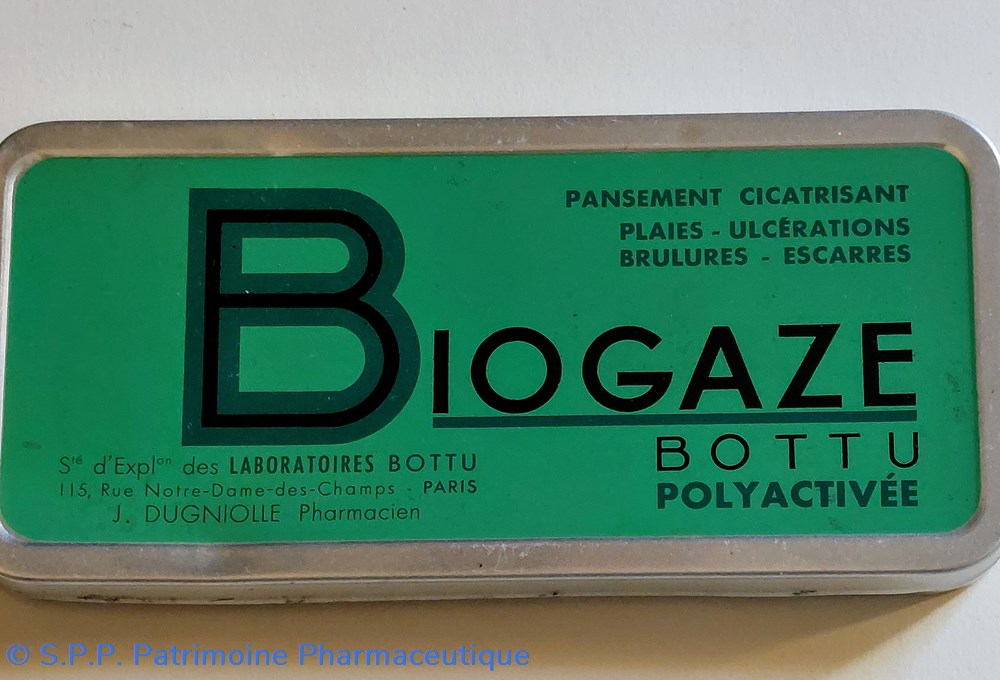 PANSEMENT CICATRISANT
PLAIES - ULCÉRATIONS
BRULURES - ESCARRES
BIOGAZE
BOTTU
POLYACTIVÉE
Sté d'Explon des LABORATOIRES BOTTU
115, Rue Notre-Dame-des-Champs - PARIS
J. DUGNIOLLE Pharmacien
© S.P.P. Patrimoine Pharmaceutique